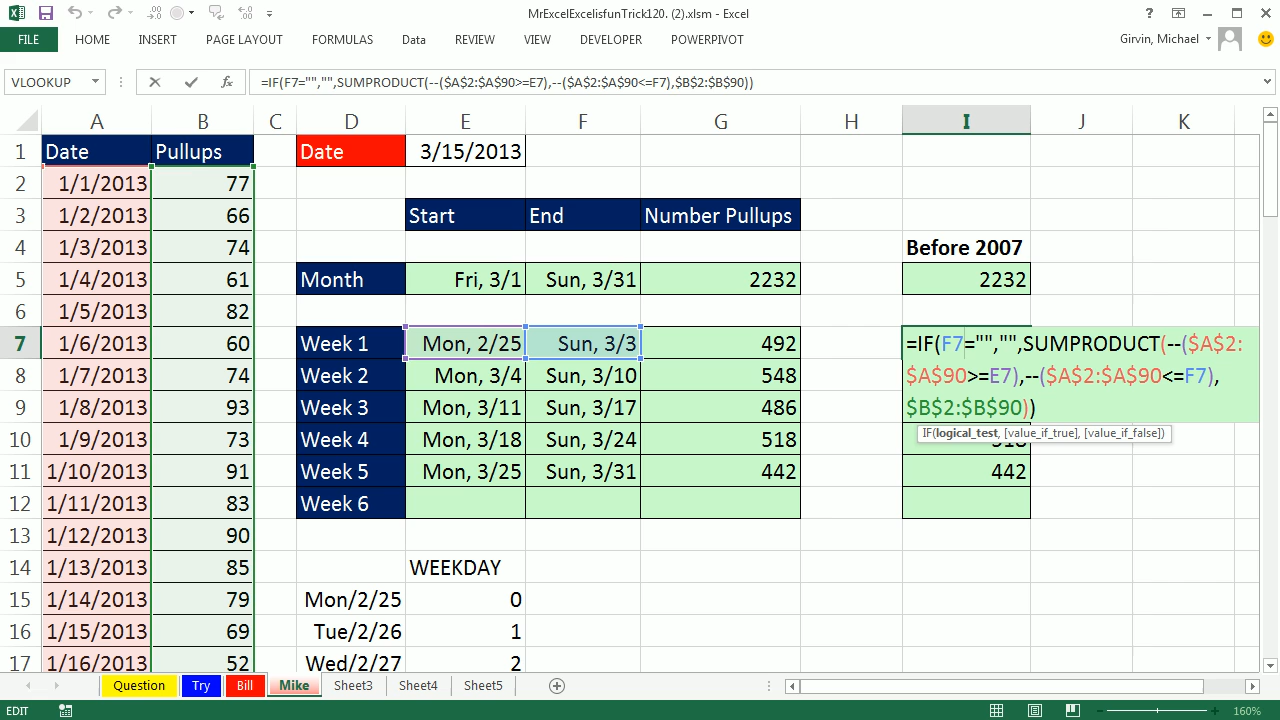 MrExcelExcelisfunTrick120. (2).xlsm - Excel
FILE HOME INSERT PAGE LAYOUT FORMULAS Data REVIEW VIEW DEVELOPER POWERPIVOT Girvin, Michael
VLOOKUP fx =IF(F7="","",SUMPRODUCT(--($A$2:$A$90>=E7),--($A$2:$A$90<=F7),$B$2:$B$90))
A B C D E F G H I J K
1 Date Pullups Date 3/15/2013
2 1/1/2013 77
3 1/2/2013 66 Start End Number Pullups
4 1/3/2013 74 Before 2007
5 1/4/2013 61 Month Fri, 3/1 Sun, 3/31 2232 2232
6 1/5/2013 82
7 1/6/2013 60 Week 1 Mon, 2/25 Sun, 3/3 492 =IF(F7="","",SUMPRODUCT(--($A$2:
8 1/7/2013 74 Week 2 Mon, 3/4 Sun, 3/10 548 $A$90>=E7),--($A$2:$A$90<=F7),
9 1/8/2013 93 Week 3 Mon, 3/11 Sun, 3/17 486 $B$2:$B$90))
IF(logical_test, [value_if_true], [value_if_false])
10 1/9/2013 73 Week 4 Mon, 3/18 Sun, 3/24 518
11 1/10/2013 91 Week 5 Mon, 3/25 Sun, 3/31 442 442
12 1/11/2013 83 Week 6
13 1/12/2013 90
14 1/13/2013 85 WEEKDAY
15 1/14/2013 79 Mon/2/25 0
16 1/15/2013 69 Tue/2/26 1
17 1/16/2013 52 Wed/2/27 2
Question Try Bill Mike Sheet3 Sheet4 Sheet5
EDIT 160%